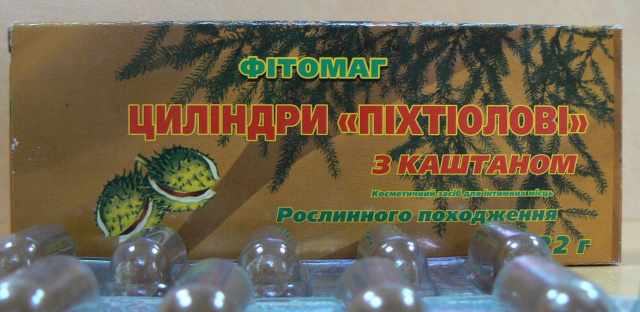 ФІТОМАГ
ЦИЛІНДРИ «ПІХТІОЛОВІ»
З КАШТАНОМ
Косметичний засіб для інтимних місць
Рослинного походження